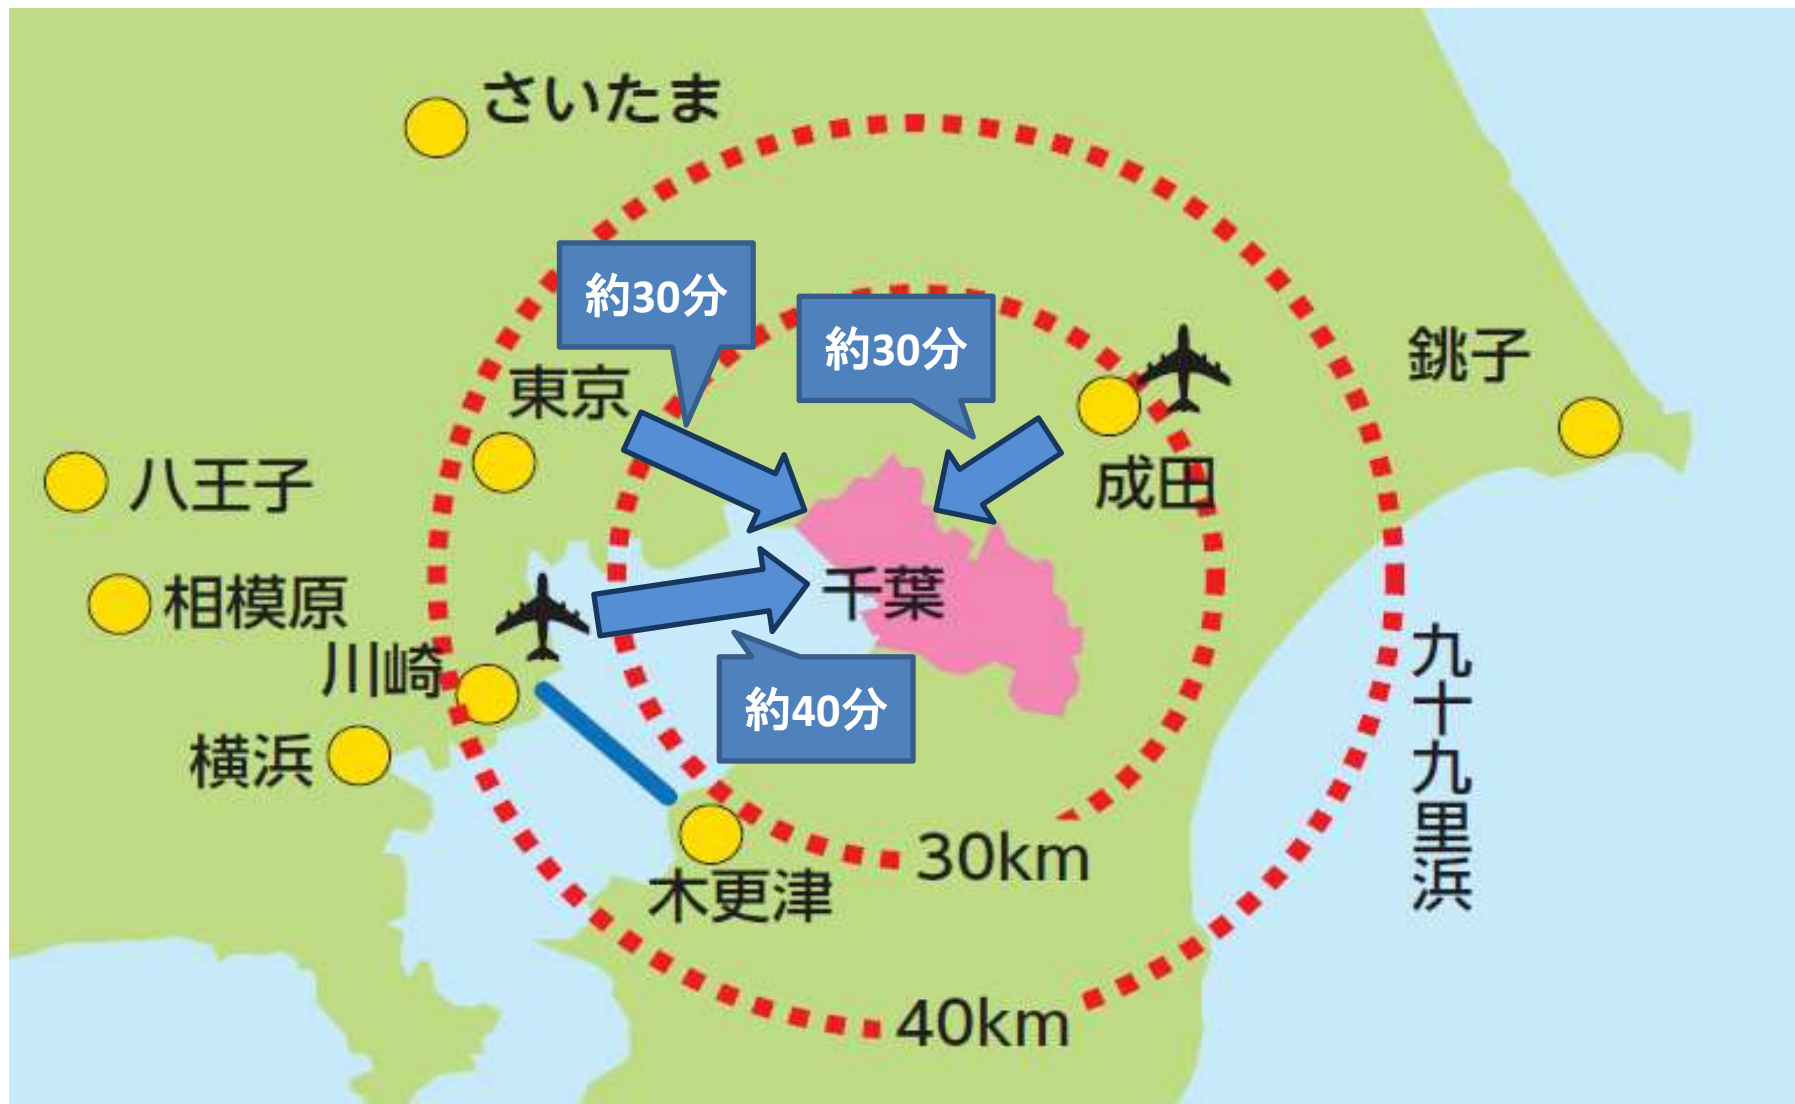 さいたま
約30分
約30分
銚子
東京
成田
八王子
相模原
千葉
川崎
九十九里浜
約40分
横浜
30km
木更津
40km